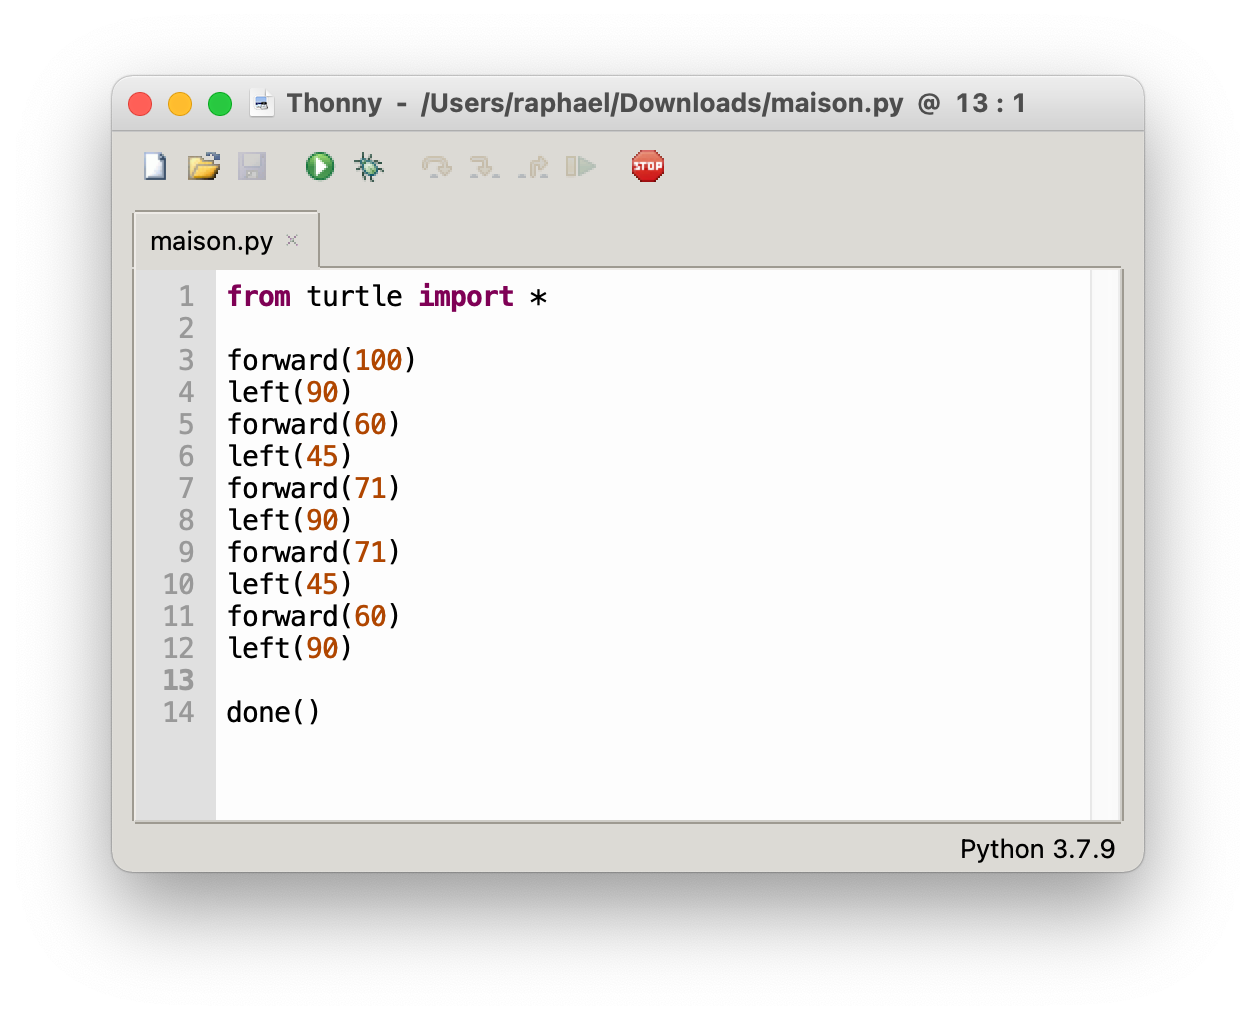 Thonny - /Users/raphael/Downloads/maison.py @ 13 : 1
STOP
maison.py ×
1 from turtle import *
2
3 forward(100)
4 left(90)
5 forward(60)
6 left(45)
7 forward(71)
8 left(90)
9 forward(71)
10 left(45)
11 forward(60)
12 left(90)
13
14 done()
Python 3.7.9